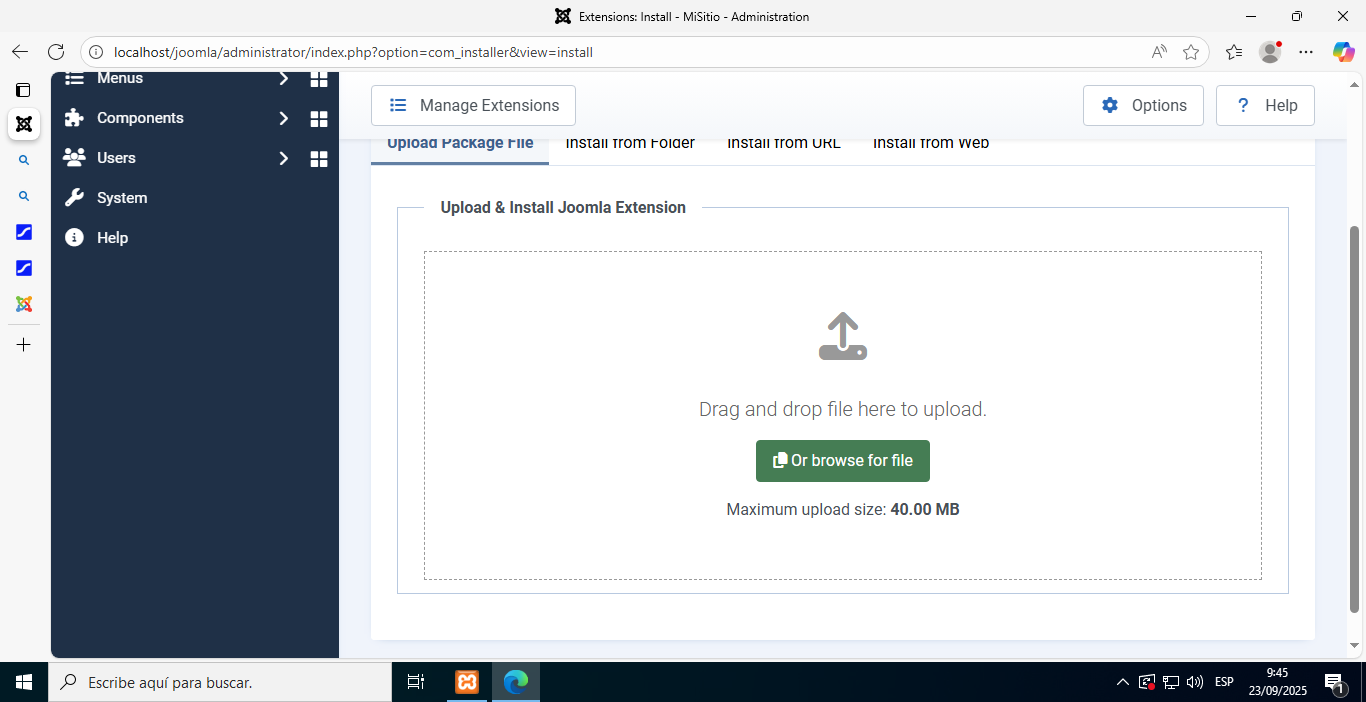 Extensions: Install - MiSitio - Administration
localhost/joomla/administrator/index.php?option=com_installer&view=install
Menus
Components
Users
System
Help
Manage Extensions
Options
? Help
Upload Package File
Install from Folder
Install from URL
Install from Web
Upload & Install Joomla Extension
Drag and drop file here to upload.
Or browse for file
Maximum upload size: 40.00 MB
Escribe aquí para buscar.
ESP
9:45
23/09/2025
1